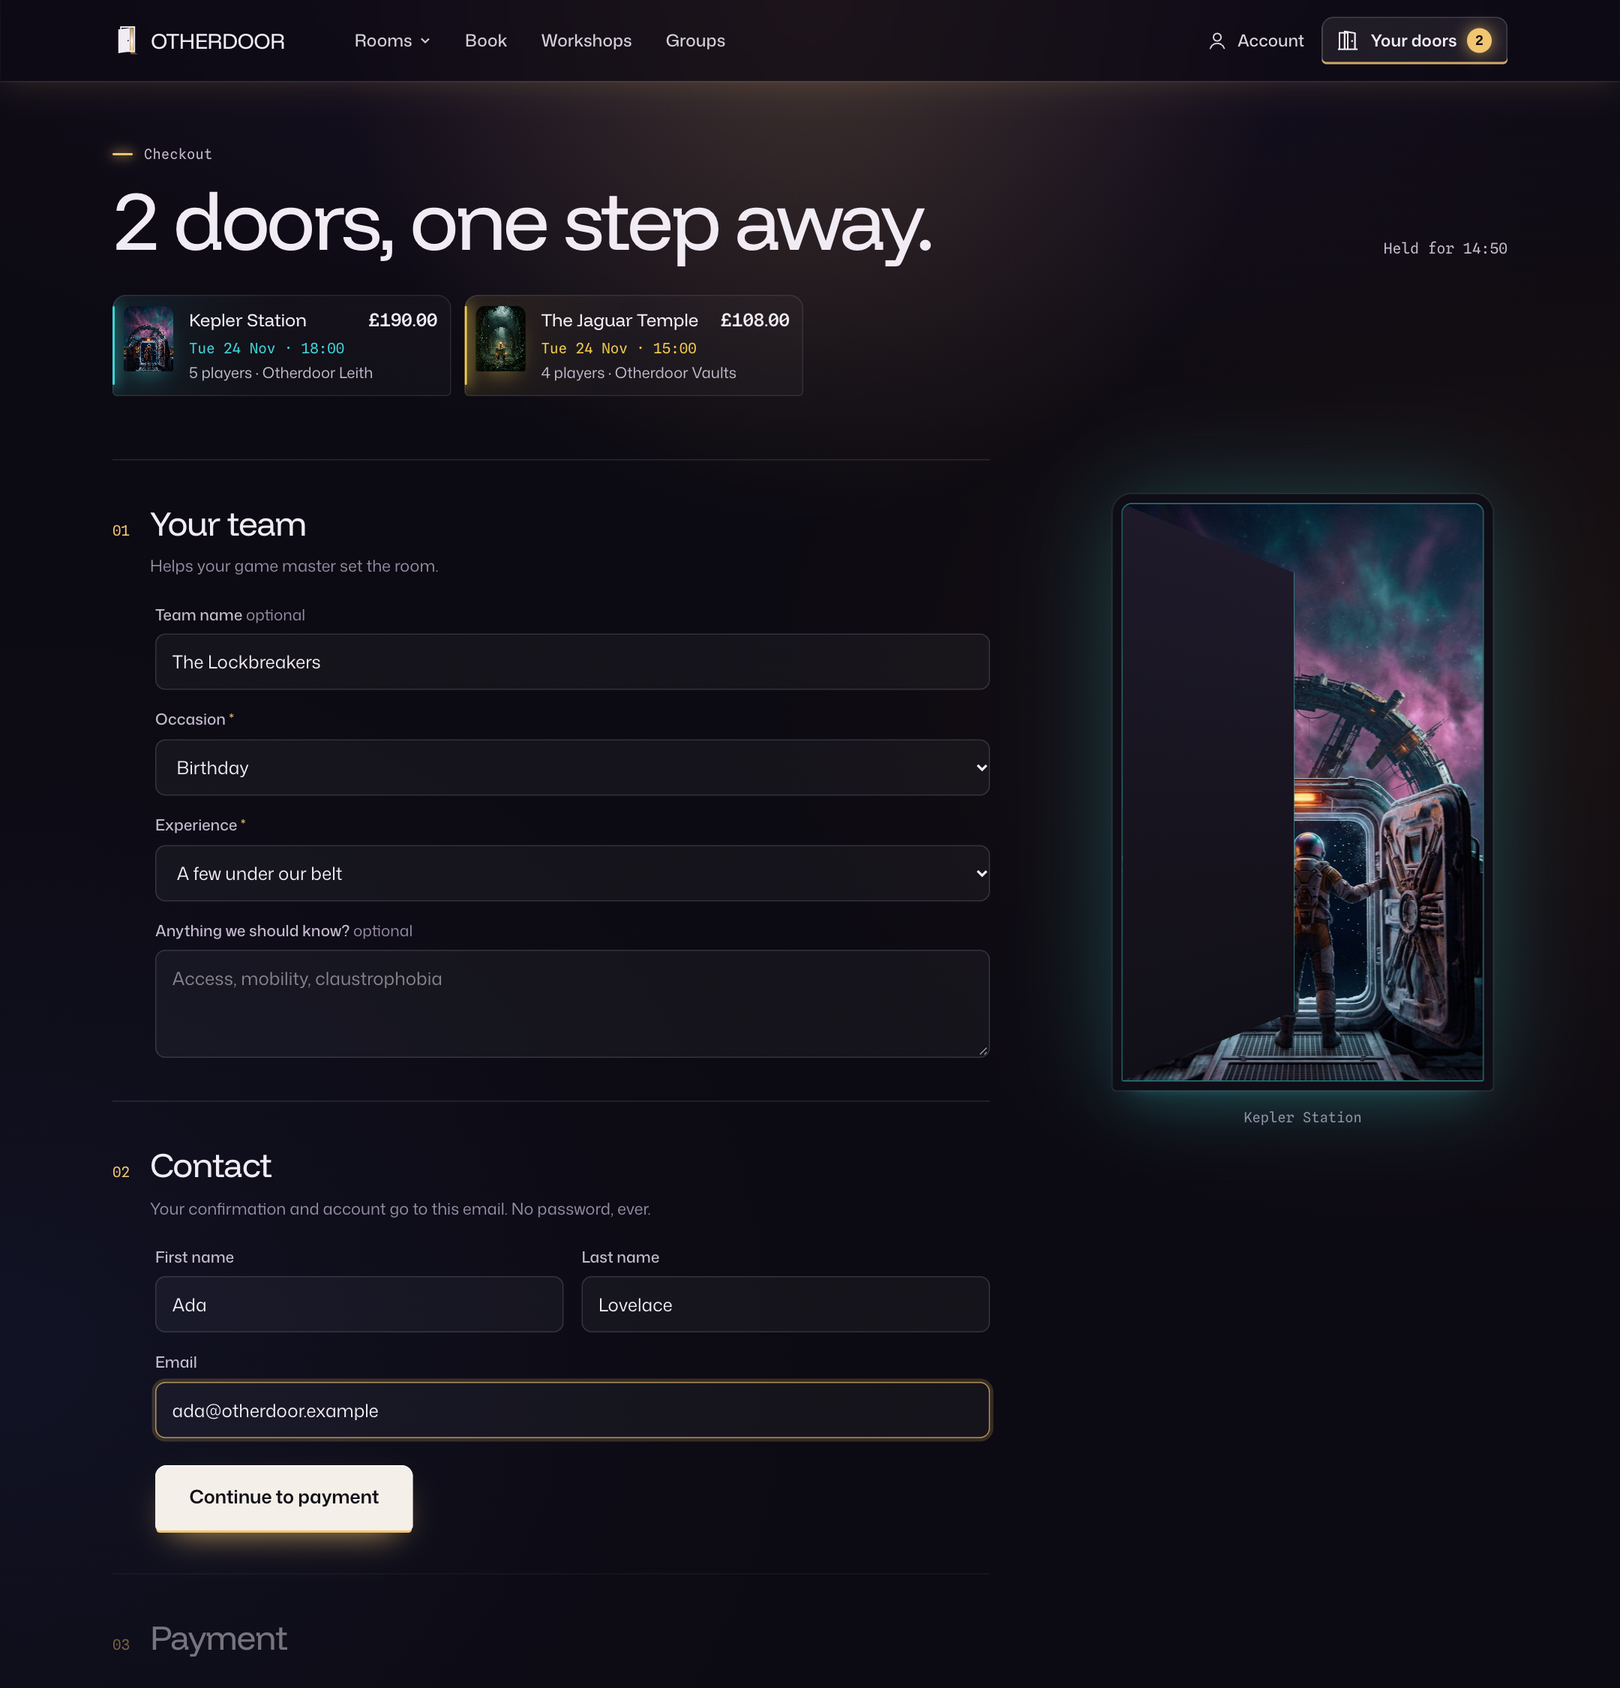 OTHERDOOR
Rooms
Book
Workshops
Groups
Account
Your doors 2
Checkout
2 doors, one step away.
Held for 14:50
Kepler Station £190.00
Tue 24 Nov · 18:00
5 players · Otherdoor Leith
The Jaguar Temple £108.00
Tue 24 Nov · 15:00
4 players · Otherdoor Vaults
01 Your team
Helps your game master set the room.
Team name optional
The Lockbreakers
Occasion *
Birthday
Experience *
A few under our belt
Anything we should know? optional
Access, mobility, claustrophobia
Kepler Station
02 Contact
Your confirmation and account go to this email. No password, ever.
First name
Last name
Ada
Lovelace
Email
ada@otherdoor.example
Continue to payment
03 Payment